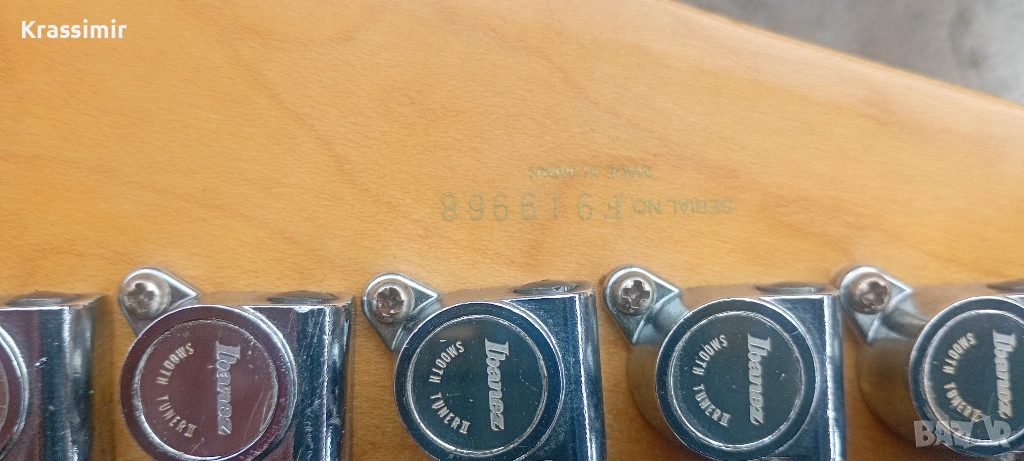 Krassimir
MADE IN JAPAN
SERIAL NO. F919968
Ibanez
SMOOTH TUNER II
Ibanez
SMOOTH TUNER II
Ibanez
SMOOTH TUNER II
Ibanez
SMOOTH TUNER II
BAZAR